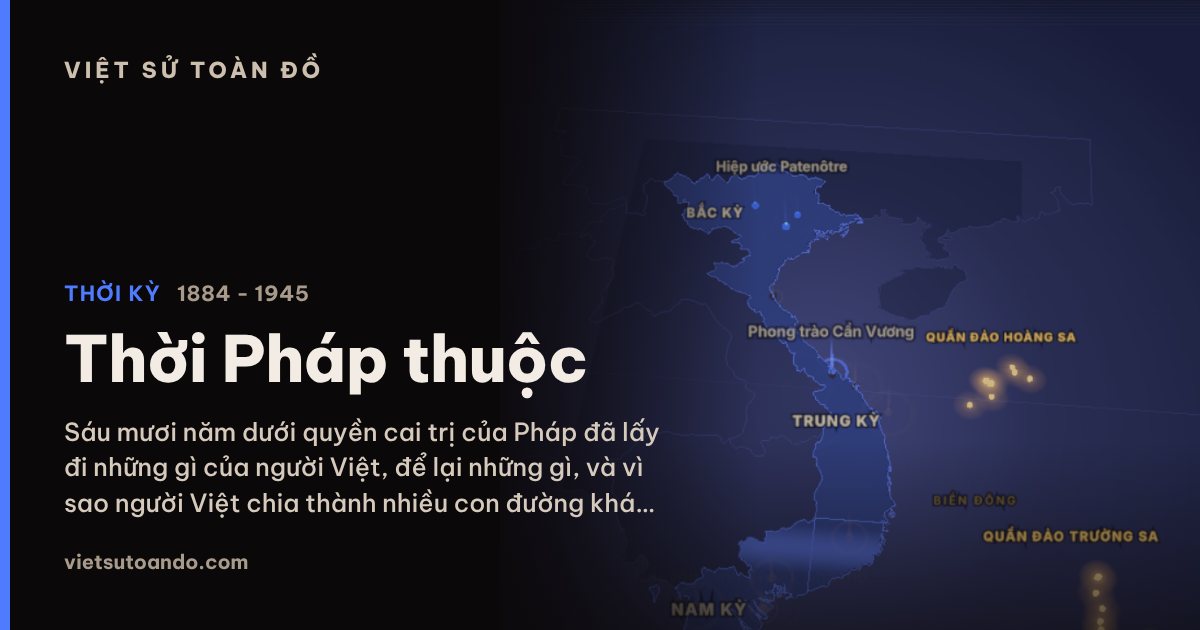 VIỆT SỬ TOÀN ĐỒ
THỜI KỲ 1884 - 1945
Thời Pháp thuộc
Sáu mươi năm dưới quyền cai trị của Pháp đã lấy
đi những gì của người Việt, để lại những gì, và vì
sao người Việt chia thành nhiều con đường khá...
vietsutoando.com
Hiệp ước Patenôtre
BẮC KỲ
Phong trào Cần Vương
QUẦN ĐẢO HOÀNG SA
TRUNG KỲ
BIỂN ĐÔNG
QUẦN ĐẢO TRƯỜNG SA
NAM KỲ